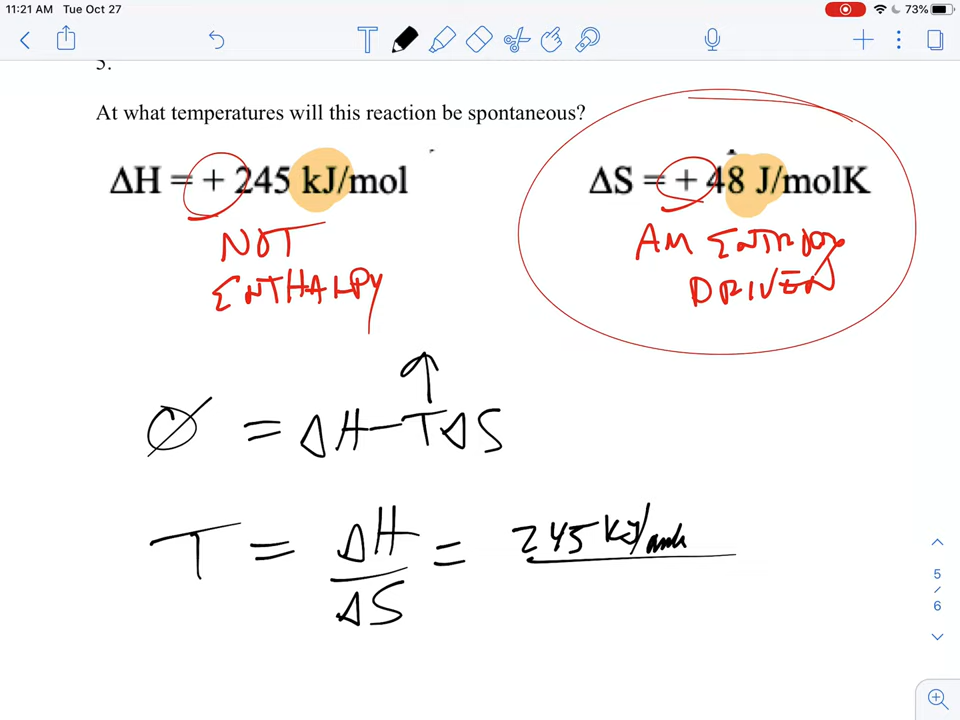 11:21 AM Tue Oct 27
73%
5.
At what temperatures will this reaction be spontaneous?
ΔH = + 245 kJ/mol
ΔS = + 48 J/molK
NOT
ENTHALPY
AM ENTROPY
DRIVEN
0 = ΔH-TΔS
T = ΔH/ΔS = 245 kJ/mol
5
/
6